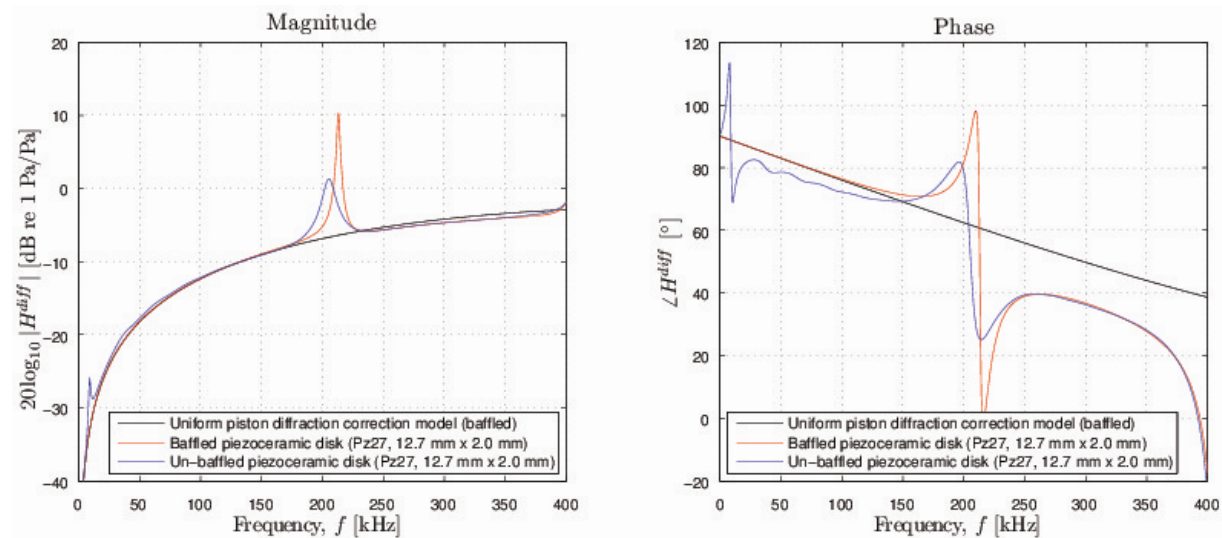 Magnitude
20log10 |H^diff| [dB re 1 Pa/Pa]
20
10
0
−10
−20
−30
−40
Uniform piston diffraction correction model (baffled)
Baffled piezoceramic disk (Pz27, 12.7 mm x 2.0 mm)
Un−baffled piezoceramic disk (Pz27, 12.7 mm x 2.0 mm)
0 50 100 150 200 250 300 350 400
Frequency, f [kHz]
Phase
∠H^diff [°]
120
100
80
60
40
20
0
−20
Uniform piston diffraction correction model (baffled)
Baffled piezoceramic disk (Pz27, 12.7 mm x 2.0 mm)
Un−baffled piezoceramic disk (Pz27, 12.7 mm x 2.0 mm)
0 50 100 150 200 250 300 350 400
Frequency, f [kHz]